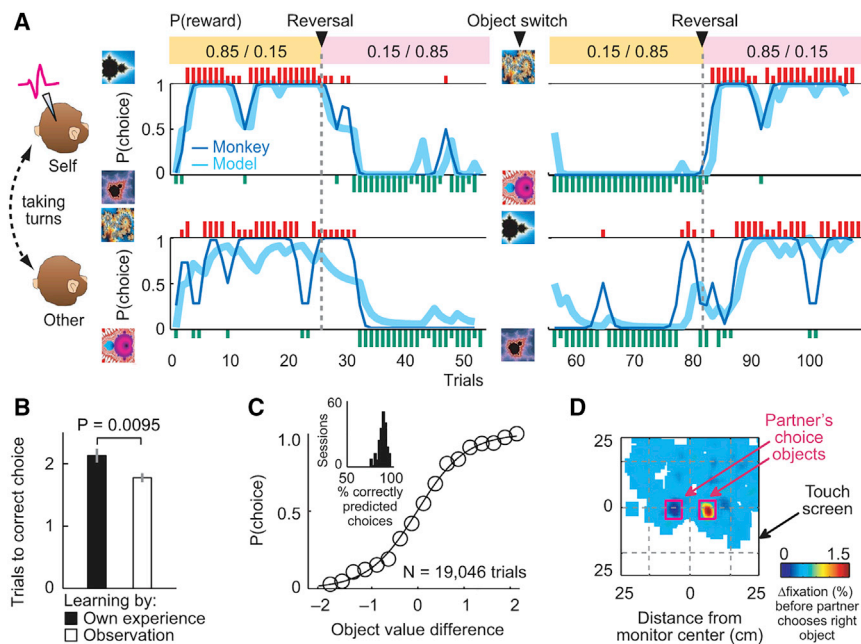 A
P(reward)
Reversal
Object switch
Reversal
0.85 / 0.15
0.15 / 0.85
0.15 / 0.85
0.85 / 0.15
1
0.5
0
P(choice)
Monkey
Model
Self
taking
turns
Other
1
0.5
0
P(choice)
0 10 20 30 40 50
60 70 80 90 100
Trials
B
P = 0.0095
Trials to correct choice
2
1
0
Learning by:
Own experience
Observation
C
60
0
Sessions
50 100
% correctly
predicted
choices
P(choice)
1.0
0.5
0
N = 19,046 trials
−2 −1 0 1 2
Object value difference
D
Partner's
choice
objects
Touch
screen
25
0
25
25 0 25
Distance from
monitor center (cm)
0 1.5
Δfixation (%)
before partner
chooses right
object